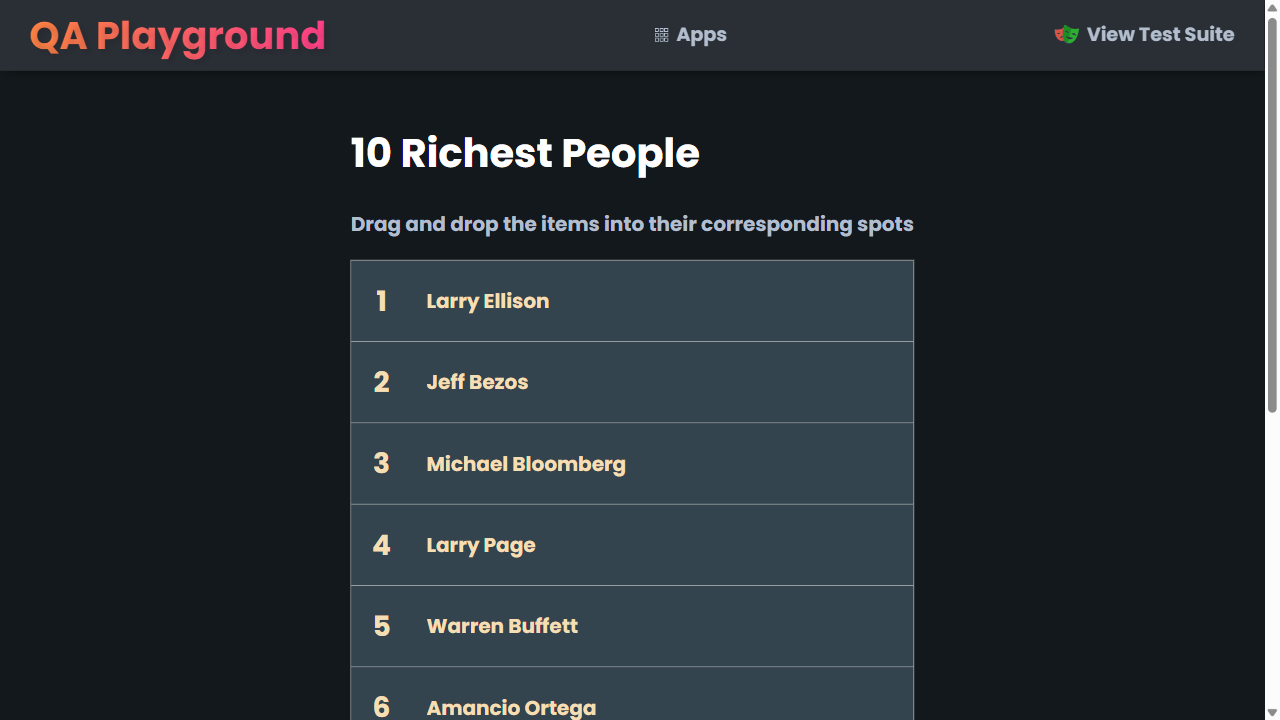 QA Playground
Apps
View Test Suite
10 Richest People
Drag and drop the items into their corresponding spots
1 Larry Ellison
2 Jeff Bezos
3 Michael Bloomberg
4 Larry Page
5 Warren Buffett
6 Amancio Ortega